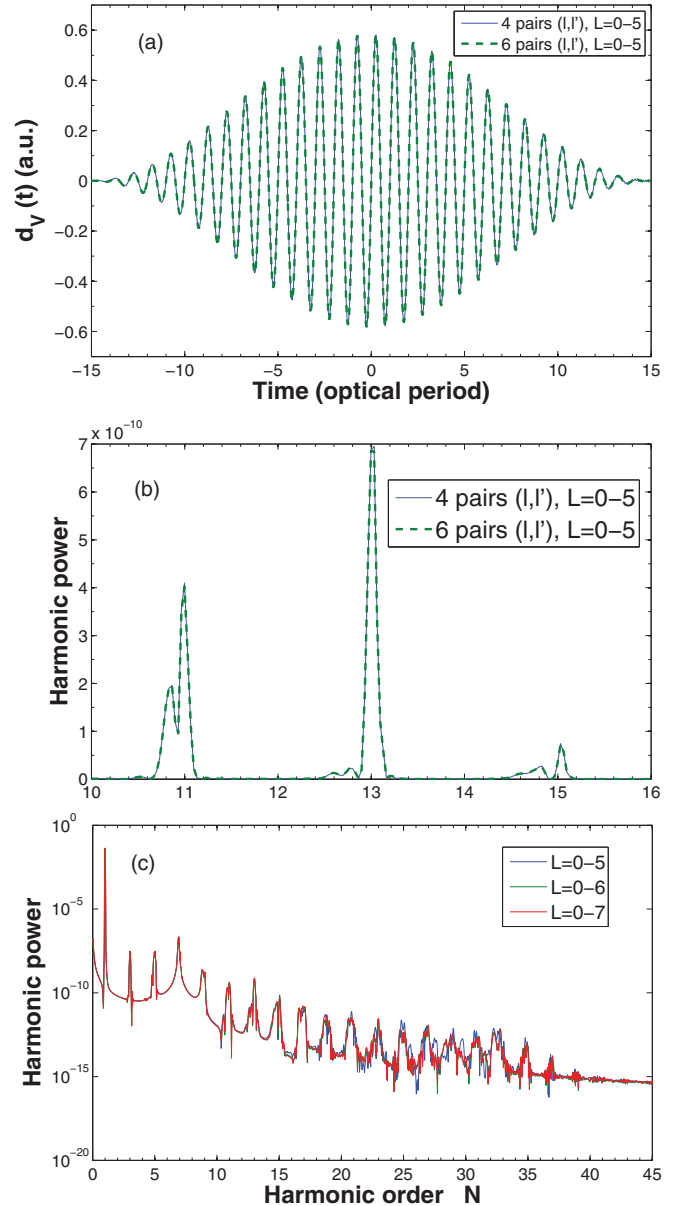 (a)
4 pairs (l,l’), L=0−5
6 pairs (l,l’), L=0−5
0.6
0.4
0.2
0
−0.2
−0.4
−0.6
d_V (t) (a.u.)
−15 −10 −5 0 5 10 15
Time (optical period)
7 x 10^−10
(b)
4 pairs (l,l’), L=0−5
6 pairs (l,l’), L=0−5
6
5
4
3
2
1
0
Harmonic power
10 11 12 13 14 15 16
(c)
L=0−5
L=0−6
L=0−7
10^0
10^−5
10^−10
10^−15
10^−20
Harmonic power
0 5 10 15 20 25 30 35 40 45
Harmonic order N